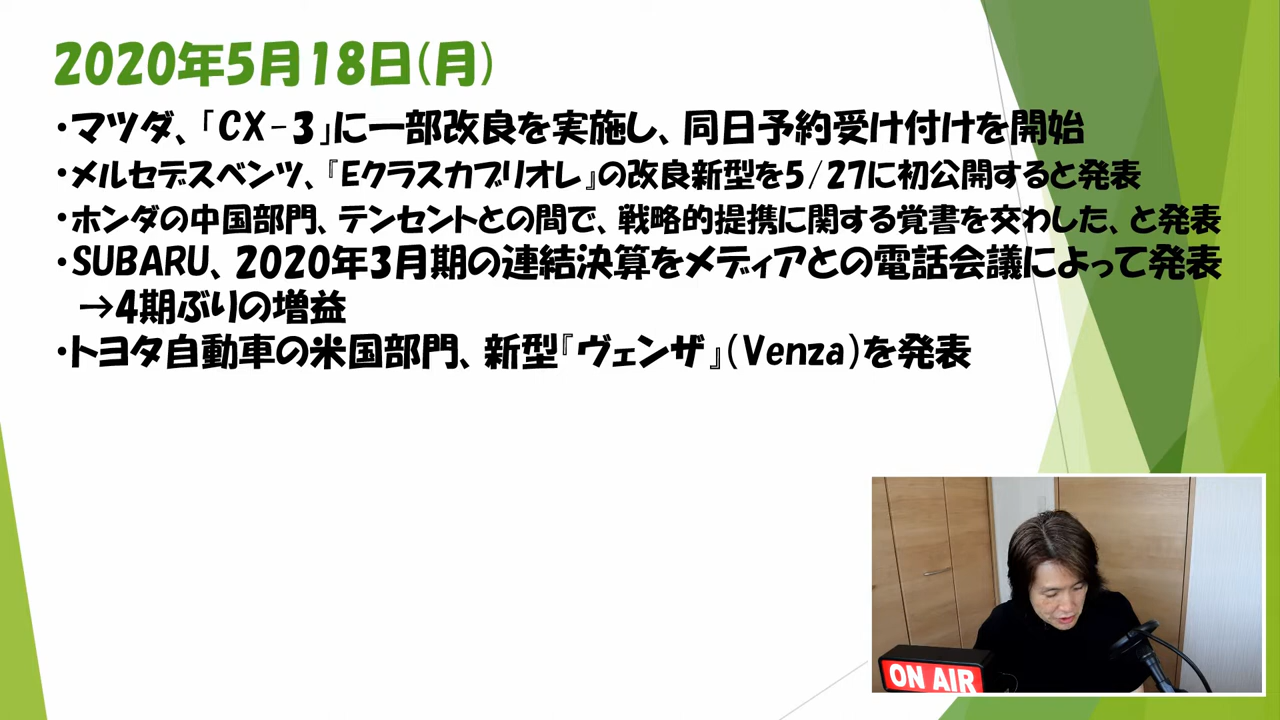 2020年5月18日(月)
・マツダ、「CX-3」に一部改良を実施し、同日予約受け付けを開始
・メルセデスベンツ、『Eクラスカブリオレ』の改良新型を5/27に初公開すると発表
・ホンダの中国部門、テンセントとの間で、戦略的提携に関する覚書を交わした、と発表
・SUBARU、2020年3月期の連結決算をメディアとの電話会議によって発表
→4期ぶりの増益
・トヨタ自動車の米国部門、新型『ヴェンザ』(Venza)を発表
ON AIR